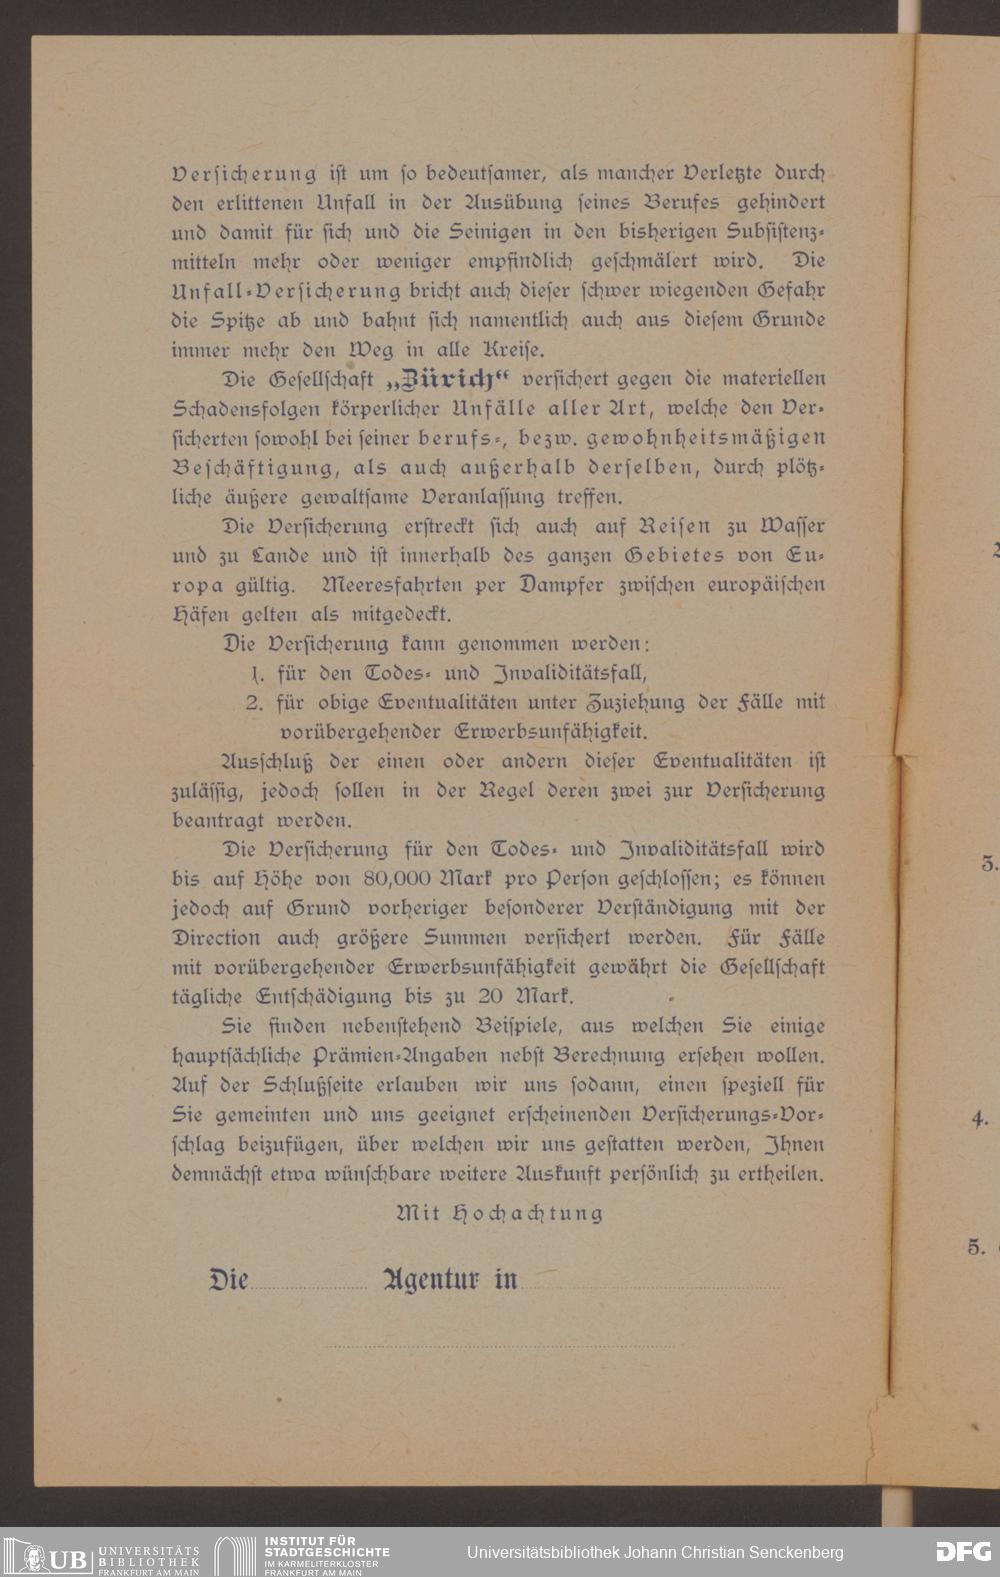 Versicherung ist um so bedeutsamer, als mancher Verletzte durch
den erlittenen Unfall in der Ausübung seines Berufes gehindert
und damit für sich und die Seinigen in den bisherigen Subsistenz-
mitteln mehr oder weniger empfindlich geschmälert wird. Die
Unfall-Versicherung bricht auch dieser schwer wiegenden Gefahr
die Spitze ab und bahnt sich namentlich auch aus diesem Grunde
immer mehr den Weg in alle Kreise.
Die Gesellschaft „Zürich“ versichert gegen die materiellen
Schadensfolgen körperlicher Unfälle aller Art, welche den Ver-
sicherten sowohl bei seiner berufs-, bezw. gewohnheitsmäßigen
Beschäftigung, als auch außerhalb derselben, durch plötz-
liche äußere gewaltsame Veranlassung treffen.
Die Versicherung erstreckt sich auch auf Reisen zu Wasser
und zu Lande und ist innerhalb des ganzen Gebietes von Eu-
ropa gültig. Meeresfahrten per Dampfer zwischen europäischen
Häfen gelten als mitgedeckt.
Die Versicherung kann genommen werden:
1. für den Todes- und Invaliditätsfall,
2. für obige Eventualitäten unter Zuziehung der Fälle mit
vorübergehender Erwerbsunfähigkeit.
Ausschluß der einen oder andern dieser Eventualitäten ist
zulässig, jedoch sollen in der Regel deren zwei zur Versicherung
beantragt werden.
Die Versicherung für den Todes- und Invaliditätsfall wird
bis auf Höhe von 80,000 Mark pro Person geschlossen; es können
jedoch auf Grund vorheriger besonderer Verständigung mit der
Direction auch größere Summen versichert werden. Für Fälle
mit vorübergehender Erwerbsunfähigkeit gewährt die Gesellschaft
tägliche Entschädigung bis zu 20 Mark.
Sie finden nebenstehend Beispiele, aus welchen Sie einige
hauptsächliche Prämien-Angaben nebst Berechnung ersehen wollen.
Auf der Schlußseite erlauben wir uns sodann, einen speziell für
Sie gemeinten und uns geeignet erscheinenden Versicherungs-Vor-
schlag beizufügen, über welchen wir uns gestatten werden, Ihnen
demnächst etwa wünschbare weitere Auskunft persönlich zu ertheilen.
Mit Hochachtung
Die Agentur in
3.
4.
5.
UB UNIVERSITÄTS
BIBLIOTHEK
FRANKFURT AM MAIN
INSTITUT FÜR
STADTGESCHICHTE
IM KARMELITERKLOSTER
FRANKFURT AM MAIN
Universitätsbibliothek Johann Christian Senckenberg
DFG